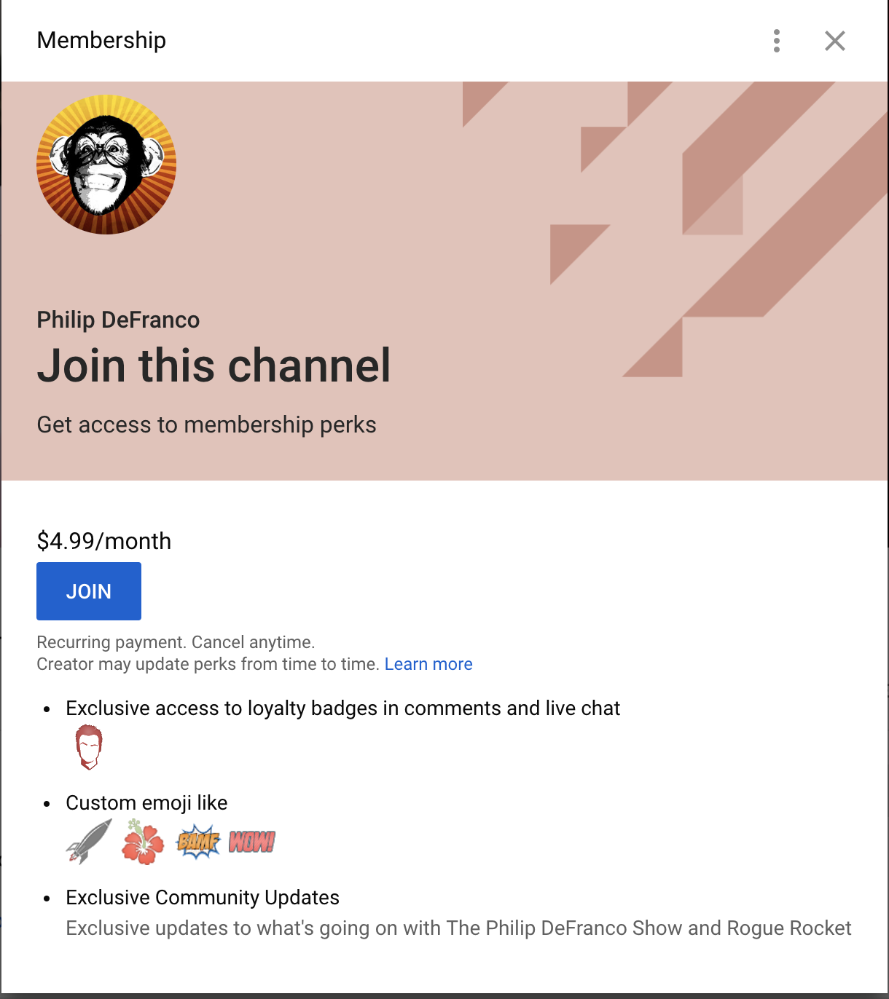 Membership
Philip DeFranco
Join this channel
Get access to membership perks
$4.99/month
JOIN
Recurring payment. Cancel anytime.
Creator may update perks from time to time. Learn more
• Exclusive access to loyalty badges in comments and live chat
• Custom emoji like
BAMF WOW!
• Exclusive Community Updates
Exclusive updates to what's going on with The Philip DeFranco Show and Rogue Rocket